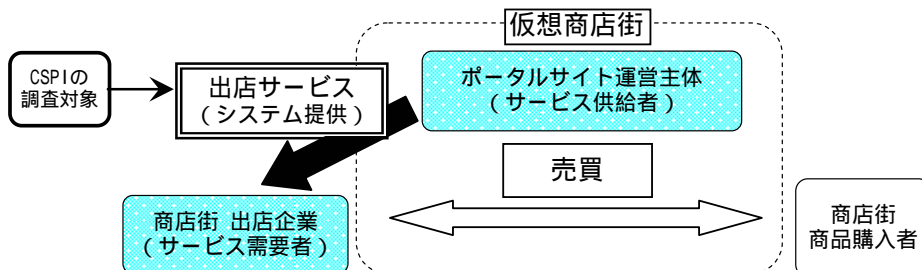 仮想商店街
CSPIの
調査対象
出店サービス
（システム提供）
ポータルサイト運営主体
（サービス供給者）
売買
商店街 出店企業
（サービス需要者）
商店街
商品購入者